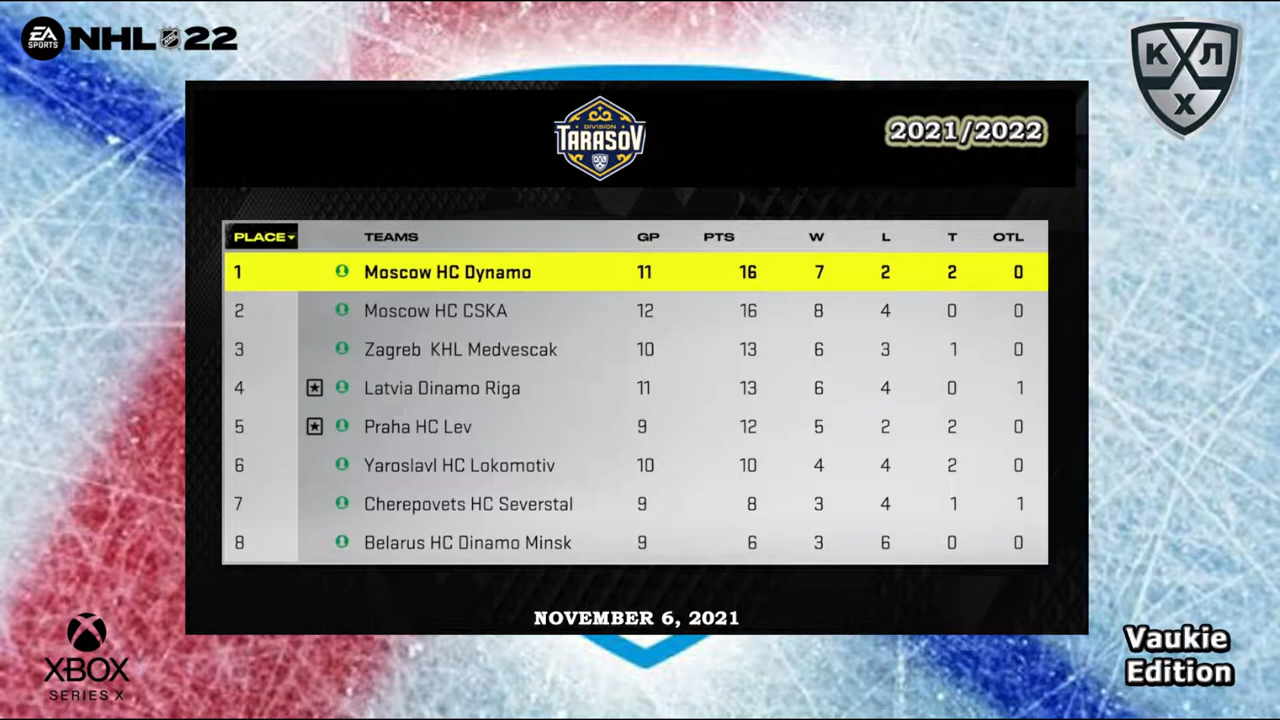 EA SPORTS NHL 22
КХЛ
DIVISION
TARASOV
2021/2022
PLACE TEAMS GP PTS W L T OTL
1 Moscow HC Dynamo 11 16 7 2 2 0
2 Moscow HC CSKA 12 16 8 4 0 0
3 Zagreb KHL Medvescak 10 13 6 3 1 0
4 Latvia Dinamo Riga 11 13 6 4 0 1
5 Praha HC Lev 9 12 5 2 2 0
6 Yaroslavl HC Lokomotiv 10 10 4 4 2 0
7 Cherepovets HC Severstal 9 8 3 4 1 1
8 Belarus HC Dinamo Minsk 9 6 3 6 0 0
NOVEMBER 6, 2021
XBOX
SERIES X
Vaukie
Edition